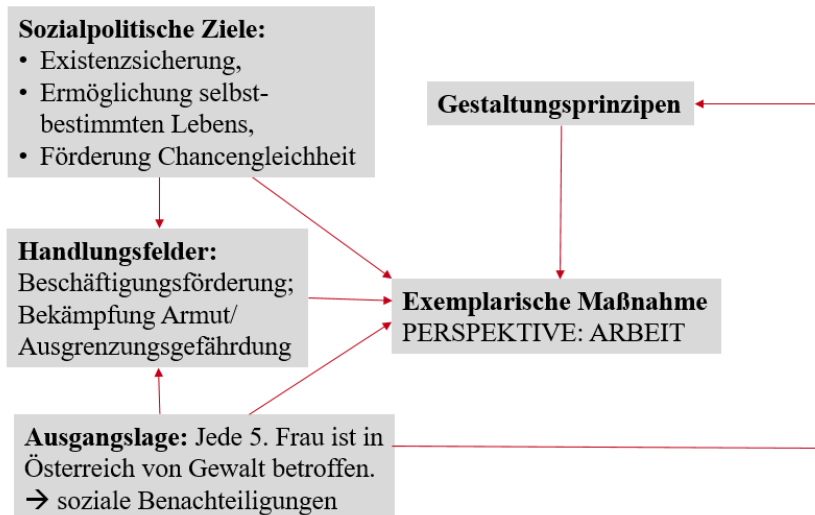 Sozialpolitische Ziele:
• Existenzsicherung,
• Ermöglichung selbst-
bestimmten Lebens,
• Förderung Chancengleichheit
Gestaltungsprinzipen
Handlungsfelder:
Beschäftigungsförderung;
Bekämpfung Armut/
Ausgrenzungsgefährdung
Exemplarische Maßnahme
PERSPEKTIVE: ARBEIT
Ausgangslage: Jede 5. Frau ist in
Österreich von Gewalt betroffen.
→ soziale Benachteiligungen